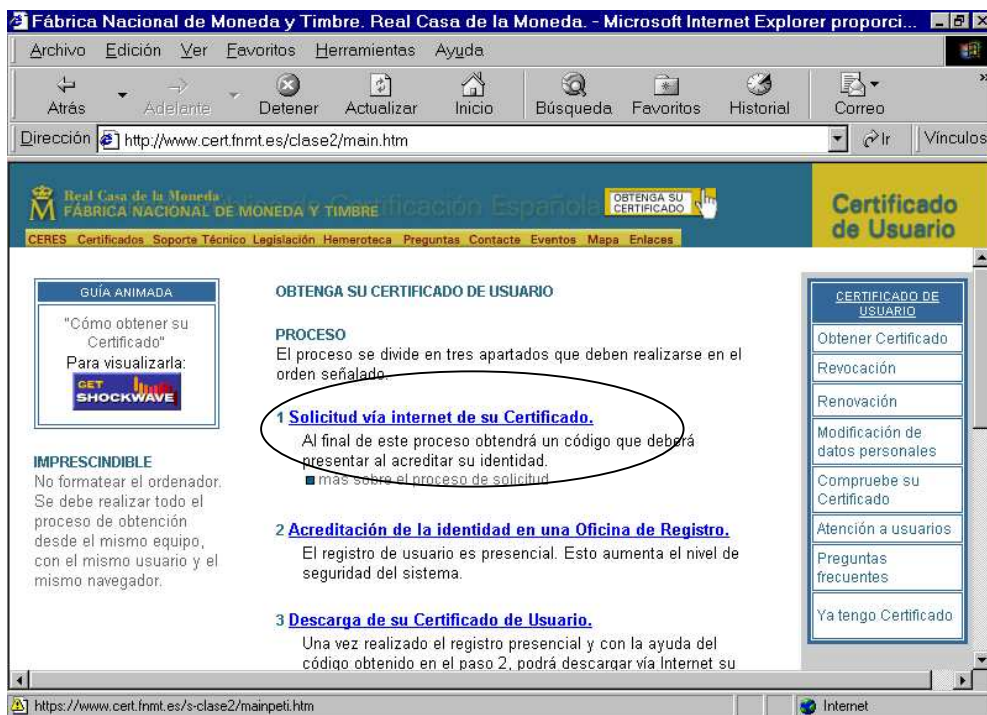 Fábrica Nacional de Moneda y Timbre. Real Casa de la Moneda. - Microsoft Internet Explorer proporci...
Archivo Edición Ver Favoritos Herramientas Ayuda
Atrás Adelante Detener Actualizar Inicio Búsqueda Favoritos Historial Correo »
Dirección http://www.cert.fnmt.es/clase2/main.htm Ir Vínculos
Real Casa de la Moneda
FÁBRICA NACIONAL DE MONEDA Y TIMBRE
Certificación Española
OBTENGA SU
CERTIFICADO
Certificado
de Usuario
CERES Certificados Soporte Técnico Legislación Hemeroteca Preguntas Contacte Eventos Mapa Enlaces
GUÍA ANIMADA
"Cómo obtener su
Certificado"
Para visualizarla:
GET
SHOCKWAVE
IMPRESCINDIBLE
No formatear el ordenador.
Se debe realizar todo el
proceso de obtención
desde el mismo equipo,
con el mismo usuario y el
mismo navegador.
OBTENGA SU CERTIFICADO DE USUARIO
PROCESO
El proceso se divide en tres apartados que deben realizarse en el
orden señalado.
1 Solicitud vía internet de su Certificado.
Al final de este proceso obtendrá un código que deberá
presentar al acreditar su identidad.
mas sobre el proceso de solicitud
2 Acreditación de la identidad en una Oficina de Registro.
El registro de usuario es presencial. Esto aumenta el nivel de
seguridad del sistema.
3 Descarga de su Certificado de Usuario.
Una vez realizado el registro presencial y con la ayuda del
código obtenido en el paso 2, podrá descargar vía Internet su
CERTIFICADO DE
USUARIO
Obtener Certificado
Revocación
Renovación
Modificación de
datos personales
Compruebe su
Certificado
Atención a usuarios
Preguntas
frecuentes
Ya tengo Certificado
https://www.cert.fnmt.es/s-clase2/mainpeti.htm Internet